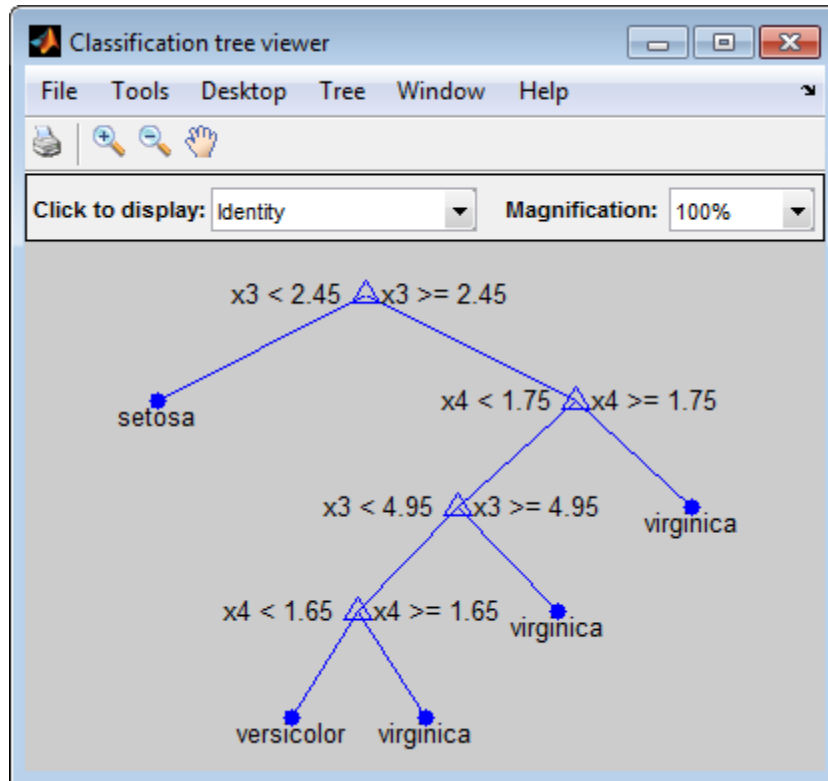 Classification tree viewer
File Tools Desktop Tree Window Help
Click to display: Identity Magnification: 100%
x3 < 2.45 x3 >= 2.45
setosa
x4 < 1.75 x4 >= 1.75
x3 < 4.95 x3 >= 4.95
virginica
x4 < 1.65 x4 >= 1.65
virginica
versicolor virginica